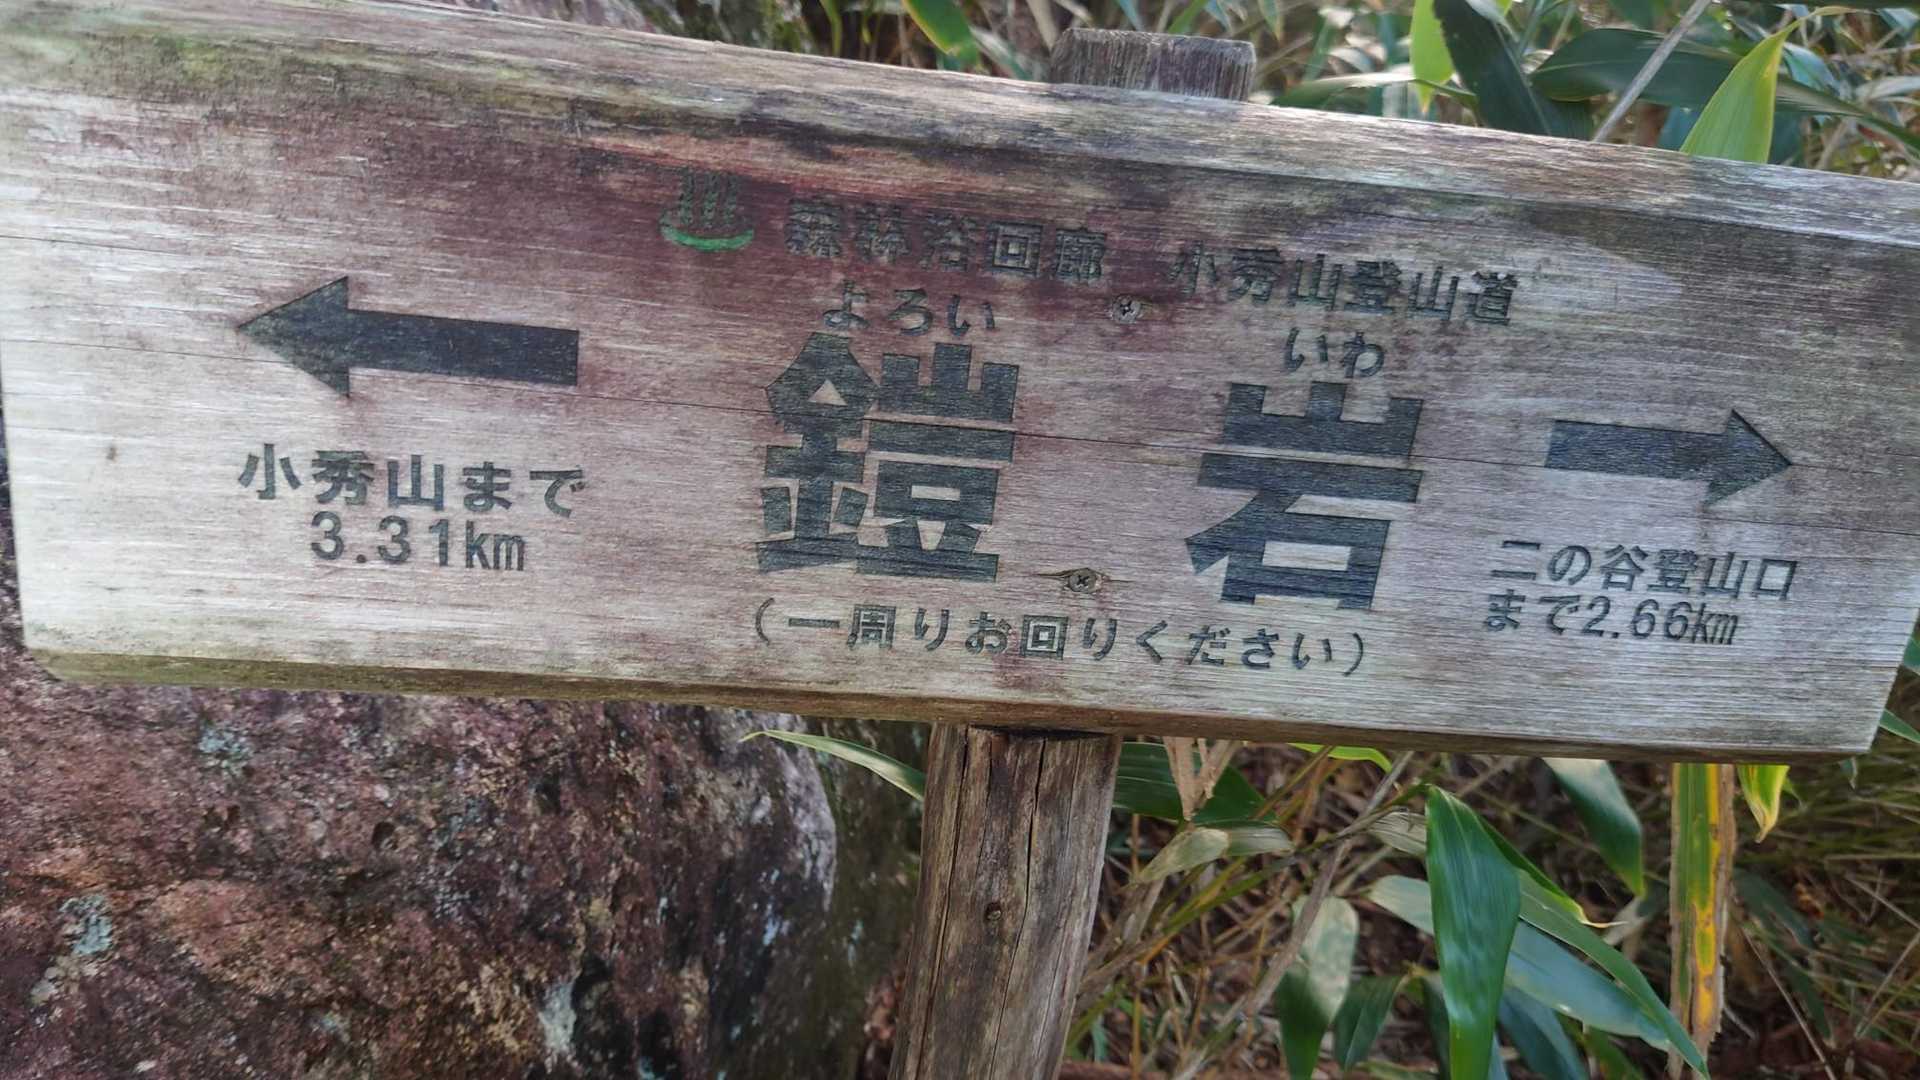 森林浴回廊 小秀山登山道
よろい いわ
鎧 岩
(一周りお回りください)
小秀山まで
3.31km
二の谷登山口
まで2.66km